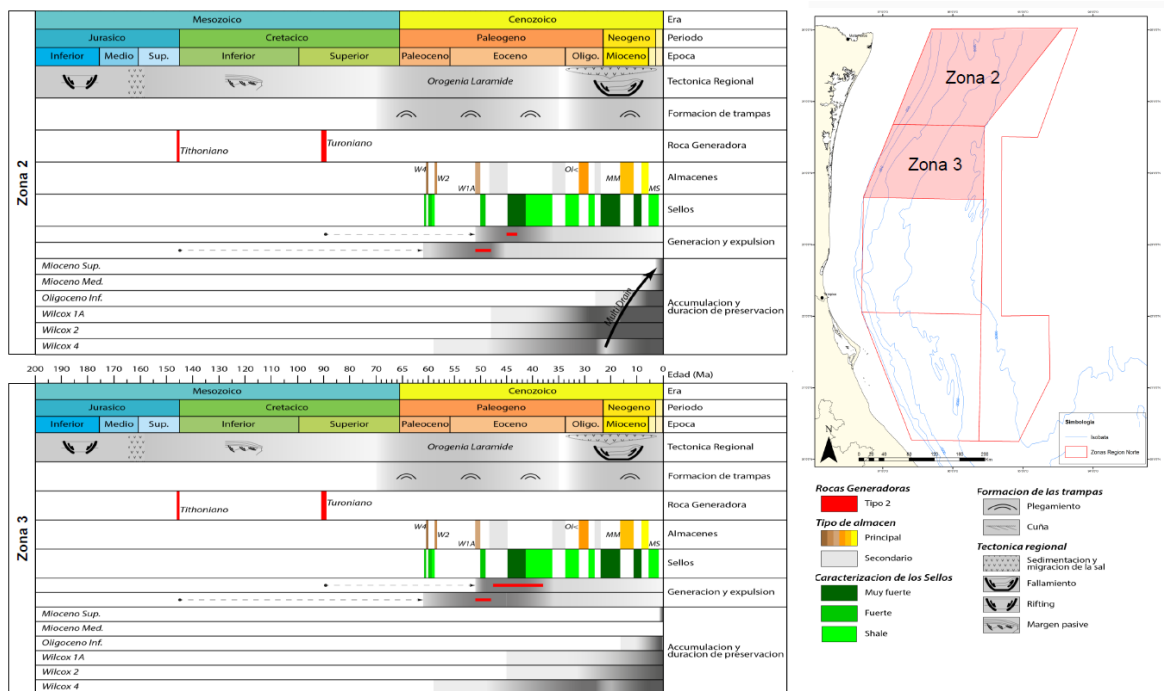 Mesozoico Cenozoico Era
Jurasico Cretacico Paleogeno Neogeno Periodo
Inferior Medio Sup. Inferior Superior Paleoceno Eoceno Oligo. Mioceno Epoca
Orogenia Laramide Tectonica Regional
Formacion de trampas
Tithoniano Turoniano Roca Generadora
W4 W2 W1A Ol< MM MS Almacenes
Sellos
Generacion y expulsion
Zona 2
Mioceno Sup.
Mioceno Med.
Oligoceno Inf.
Wilcox 1A
Wilcox 2
Wilcox 4
Multi Drain
Accumulacion y
duracion de preservacion
200 190 180 170 160 150 140 130 120 110 100 90 80 70 65 60 55 50 45 40 35 30 25 20 15 10 5 0 Edad (Ma)
Mesozoico Cenozoico Era
Jurasico Cretacico Paleogeno Neogeno Periodo
Inferior Medio Sup. Inferior Superior Paleoceno Eoceno Oligo. Mioceno Epoca
Orogenia Laramide Tectonica Regional
Formacion de trampas
Tithoniano Turoniano Roca Generadora
W4 W2 W1A Ol< MM MS Almacenes
Sellos
Generacion y expulsion
Zona 3
Mioceno Sup.
Mioceno Med.
Oligoceno Inf.
Wilcox 1A
Wilcox 2
Wilcox 4
Accumulacion y
duracion de preservacion
Zona 2
Zona 3
N
Simbología
Isobata
Zonas Region Norte
Rocas Generadoras
Tipo 2
Tipo de almacen
Principal
Secondario
Caracterizacion de los Sellos
Muy fuerte
Fuerte
Shale
Formacion de las trampas
Plegamiento
Cuña
Tectonica regional
Sedimentacion y
migracion de la sal
Fallamiento
Rifting
Margen pasive